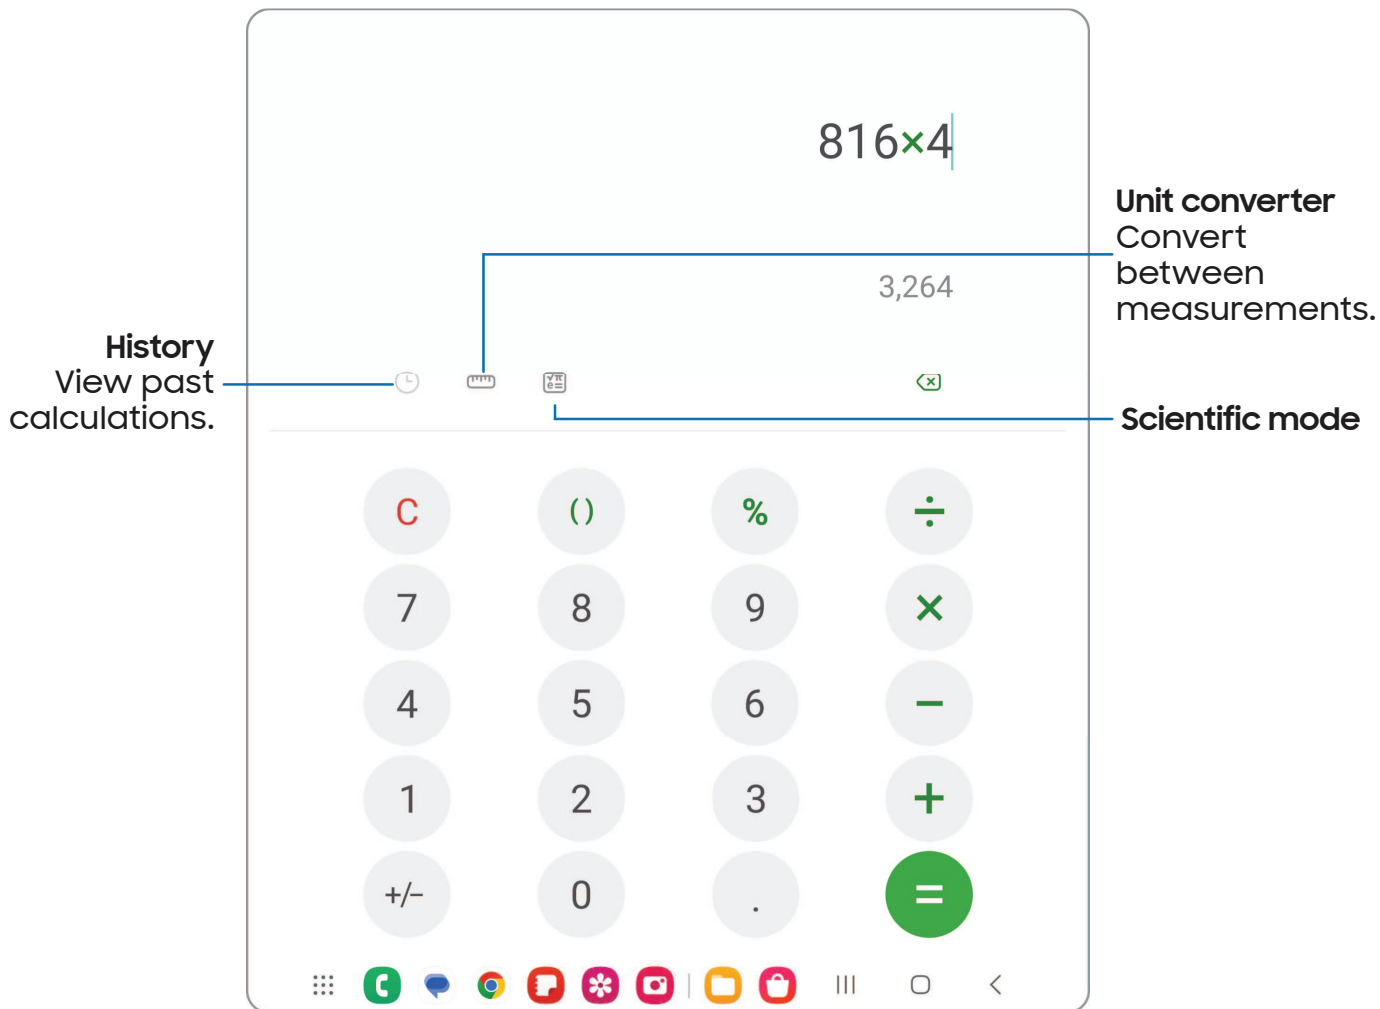 816×4
Unit converter
Convert
between
measurements.
3,264
History
View past
calculations.
√π
e=
Scientific mode
C
( )
%
÷
7
8
9
×
4
5
6
−
1
2
3
+
+/−
0
.
=